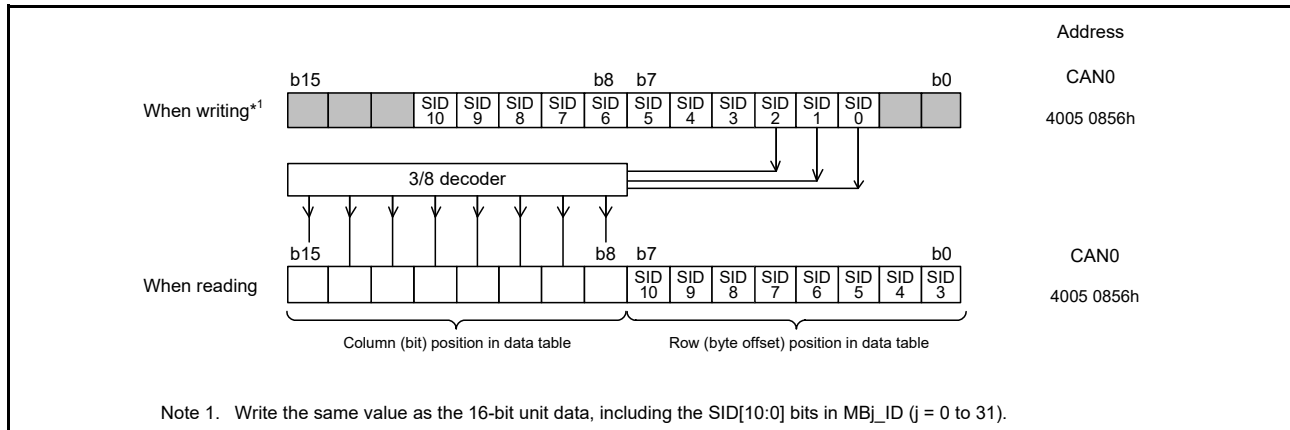 Address
b15 b8 b7 b0 CAN0
When writing*1 SID 10 SID 9 SID 8 SID 7 SID 6 SID 5 SID 4 SID 3 SID 2 SID 1 SID 0 4005 0856h
3/8 decoder
b15 b8 b7 b0 CAN0
When reading SID 10 SID 9 SID 8 SID 7 SID 6 SID 5 SID 4 SID 3 4005 0856h
Column (bit) position in data table Row (byte offset) position in data table
Note 1. Write the same value as the 16-bit unit data, including the SID[10:0] bits in MBj_ID (j = 0 to 31).